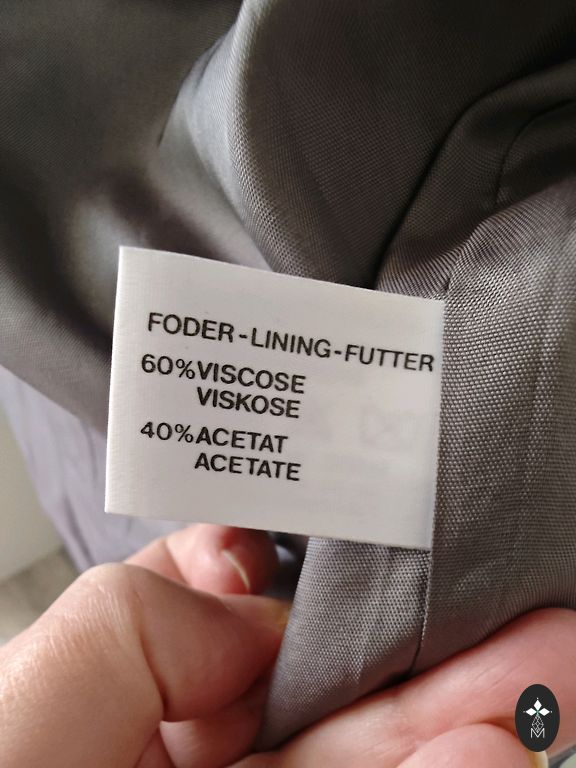 FODER-LINING-FUTTER
60%VISCOSE
VISKOSE
40%ACETAT
ACETATE
M